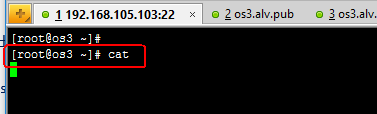 1 192.168.105.103:22
2 os3.alv.pub
3 os3.alv
[root@os3 ~]#
[root@os3 ~]# cat